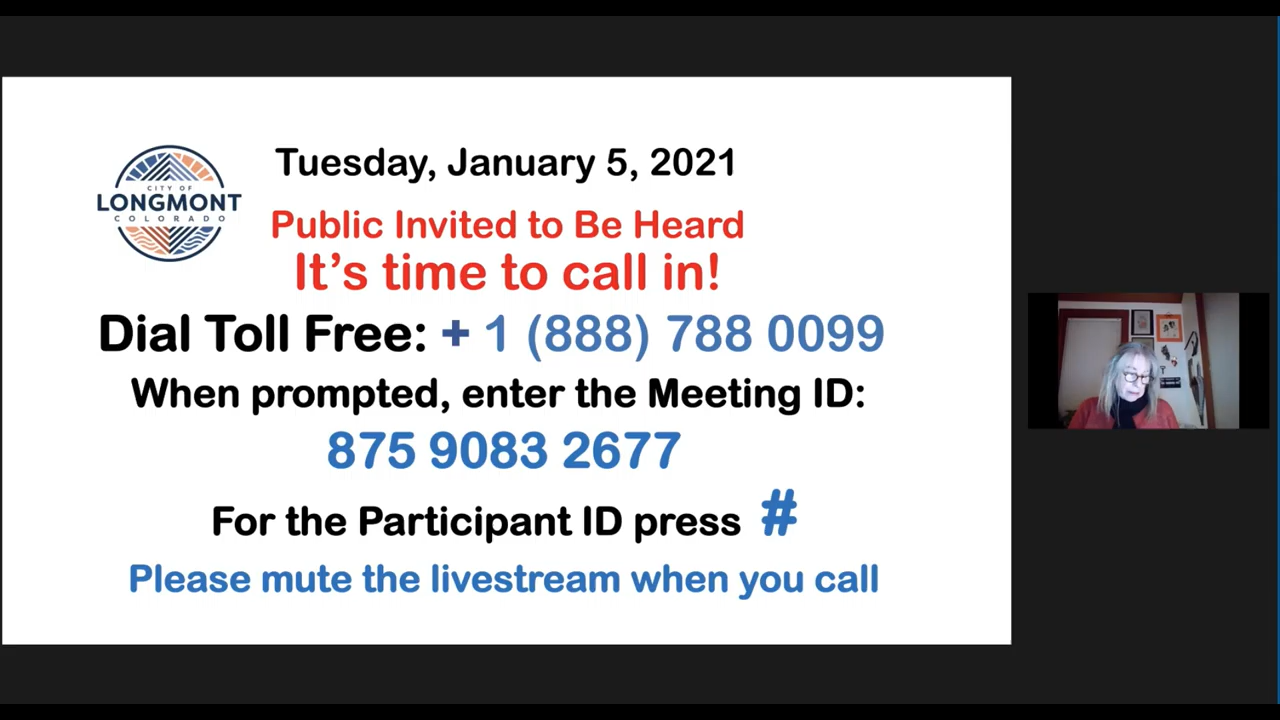 Tuesday, January 5, 2021
CITY OF
LONGMONT
COLORADO
Public Invited to Be Heard
It's time to call in!
Dial Toll Free: + 1 (888) 788 0099
When prompted, enter the Meeting ID:
875 9083 2677
For the Participant ID press #
Please mute the livestream when you call